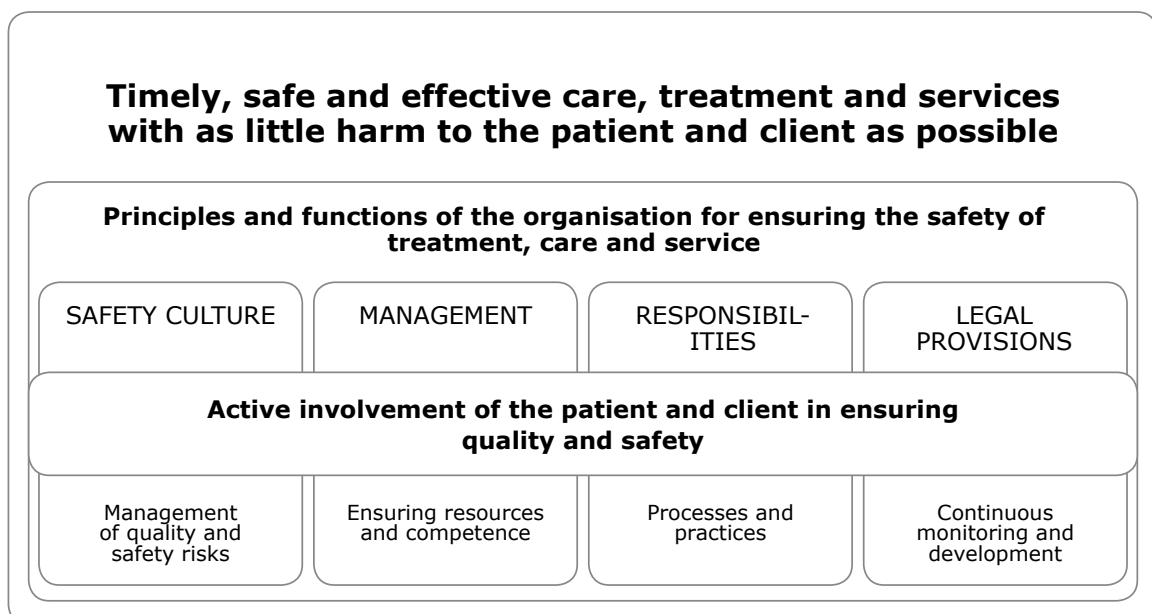 Timely, safe and effective care, treatment and services
with as little harm to the patient and client as possible
Principles and functions of the organisation for ensuring the safety of
treatment, care and service
SAFETY CULTURE
MANAGEMENT
RESPONSIBIL-
ITIES
LEGAL
PROVISIONS
Active involvement of the patient and client in ensuring
quality and safety
Management
of quality and
safety risks
Ensuring resources
and competence
Processes and
practices
Continuous
monitoring and
development